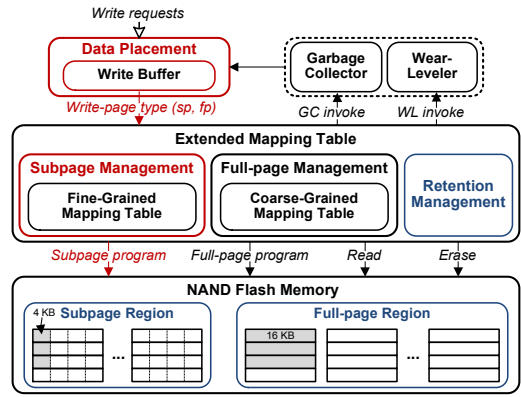 Write requests
Data Placement
Write Buffer
Garbage
Collector
Wear-
Leveler
Write-page type (sp, fp)
GC invoke
WL invoke
Extended Mapping Table
Subpage Management
Fine-Grained
Mapping Table
Full-page Management
Coarse-Grained
Mapping Table
Retention
Management
Subpage program
Full-page program
Read
Erase
NAND Flash Memory
4 KB
Subpage Region
...
Full-page Region
16 KB
...